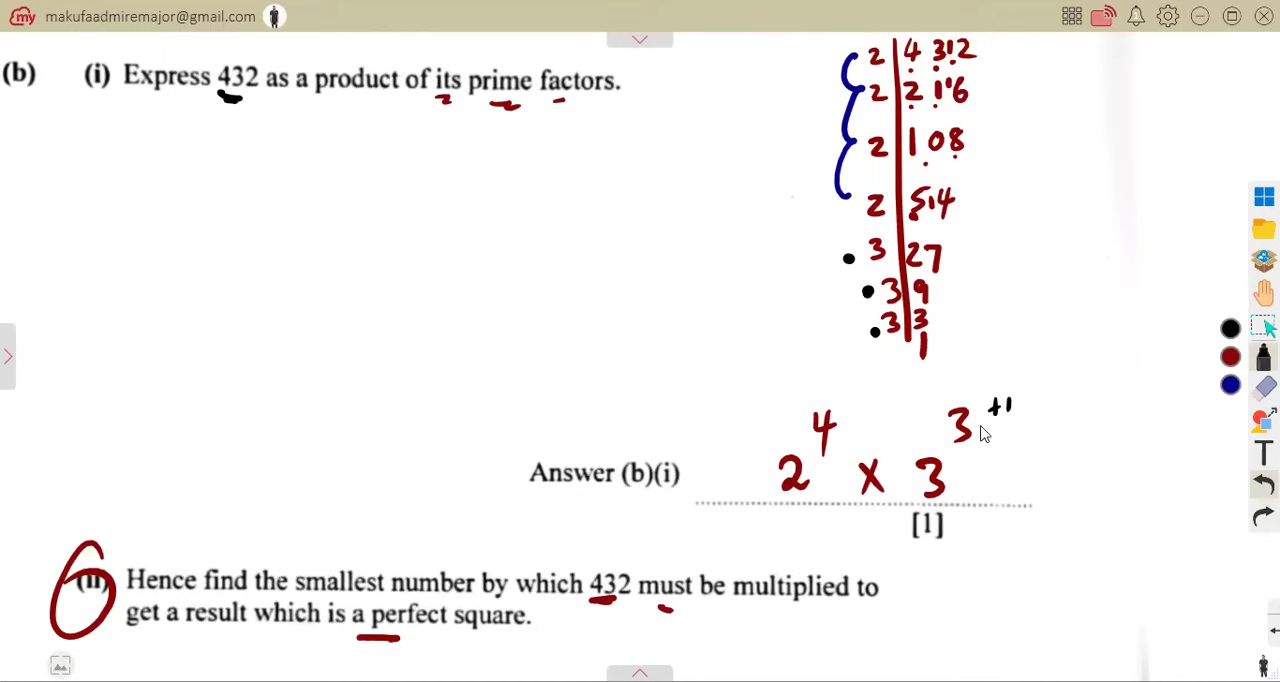 my makufaadmiremajor@gmail.com
(b) (i) Express 432 as a product of its prime factors.
2 | 432
2 | 216
2 | 108
2 | 54
3 | 27
3 | 9
3 | 3
1
Answer (b)(i) 2^4 x 3^3 +1
[1]
(ii) Hence find the smallest number by which 432 must be multiplied to
get a result which is a perfect square.
T